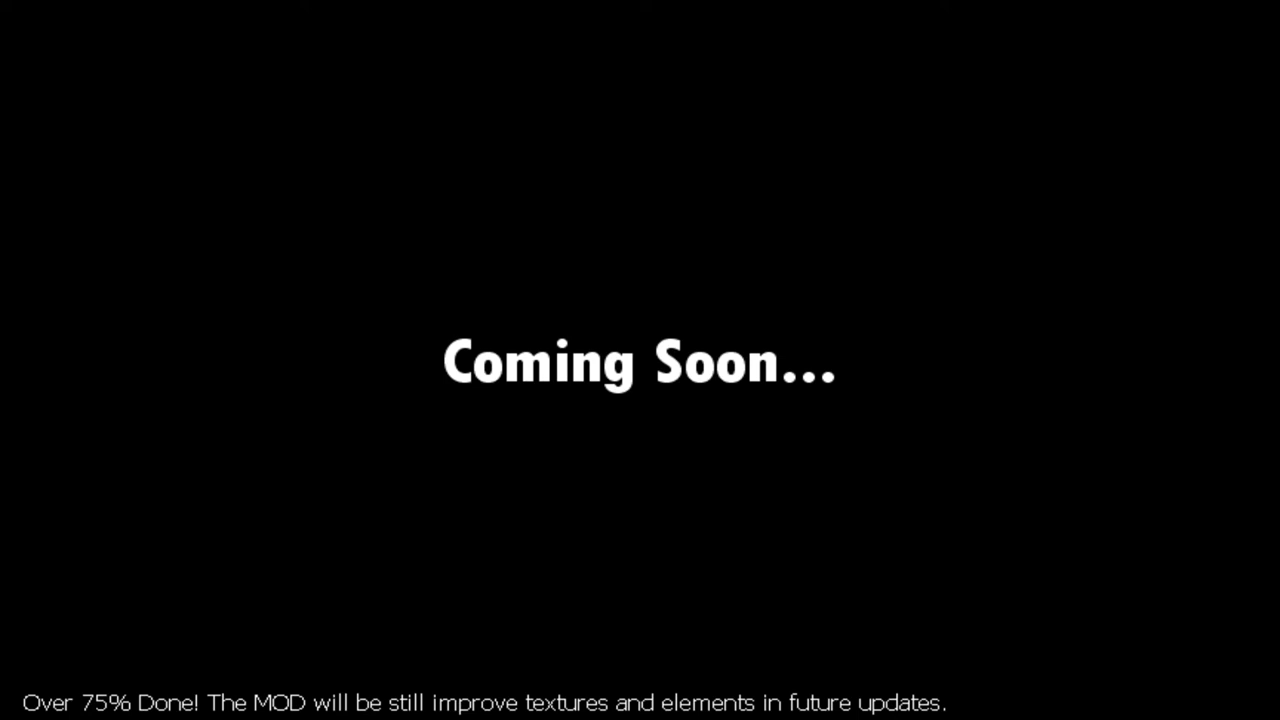 Coming Soon...
Over 75% Done! The MOD will be still improve textures and elements in future updates.